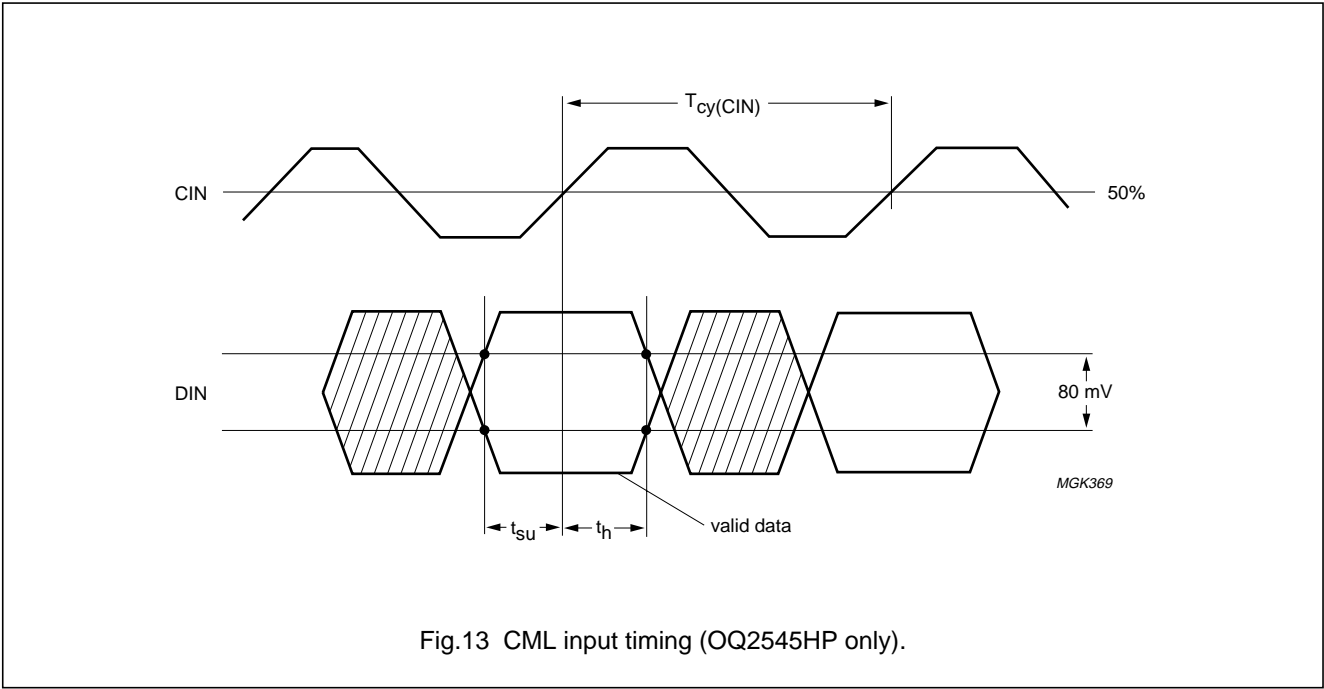 Tcy(CIN)
CIN
50%
DIN
80 mV
MGK369
tsu
th
valid data
Fig.13 CML input timing (OQ2545HP only).